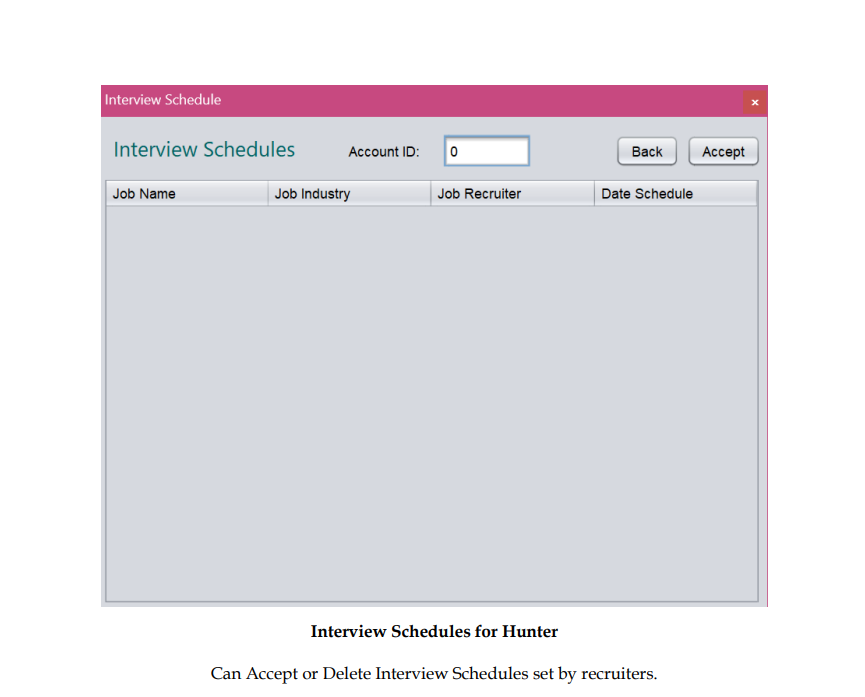 Interview Schedule
×
Interview Schedules Account ID: 0 Back Accept
Job Name Job Industry Job Recruiter Date Schedule
Interview Schedules for Hunter
Can Accept or Delete Interview Schedules set by recruiters.